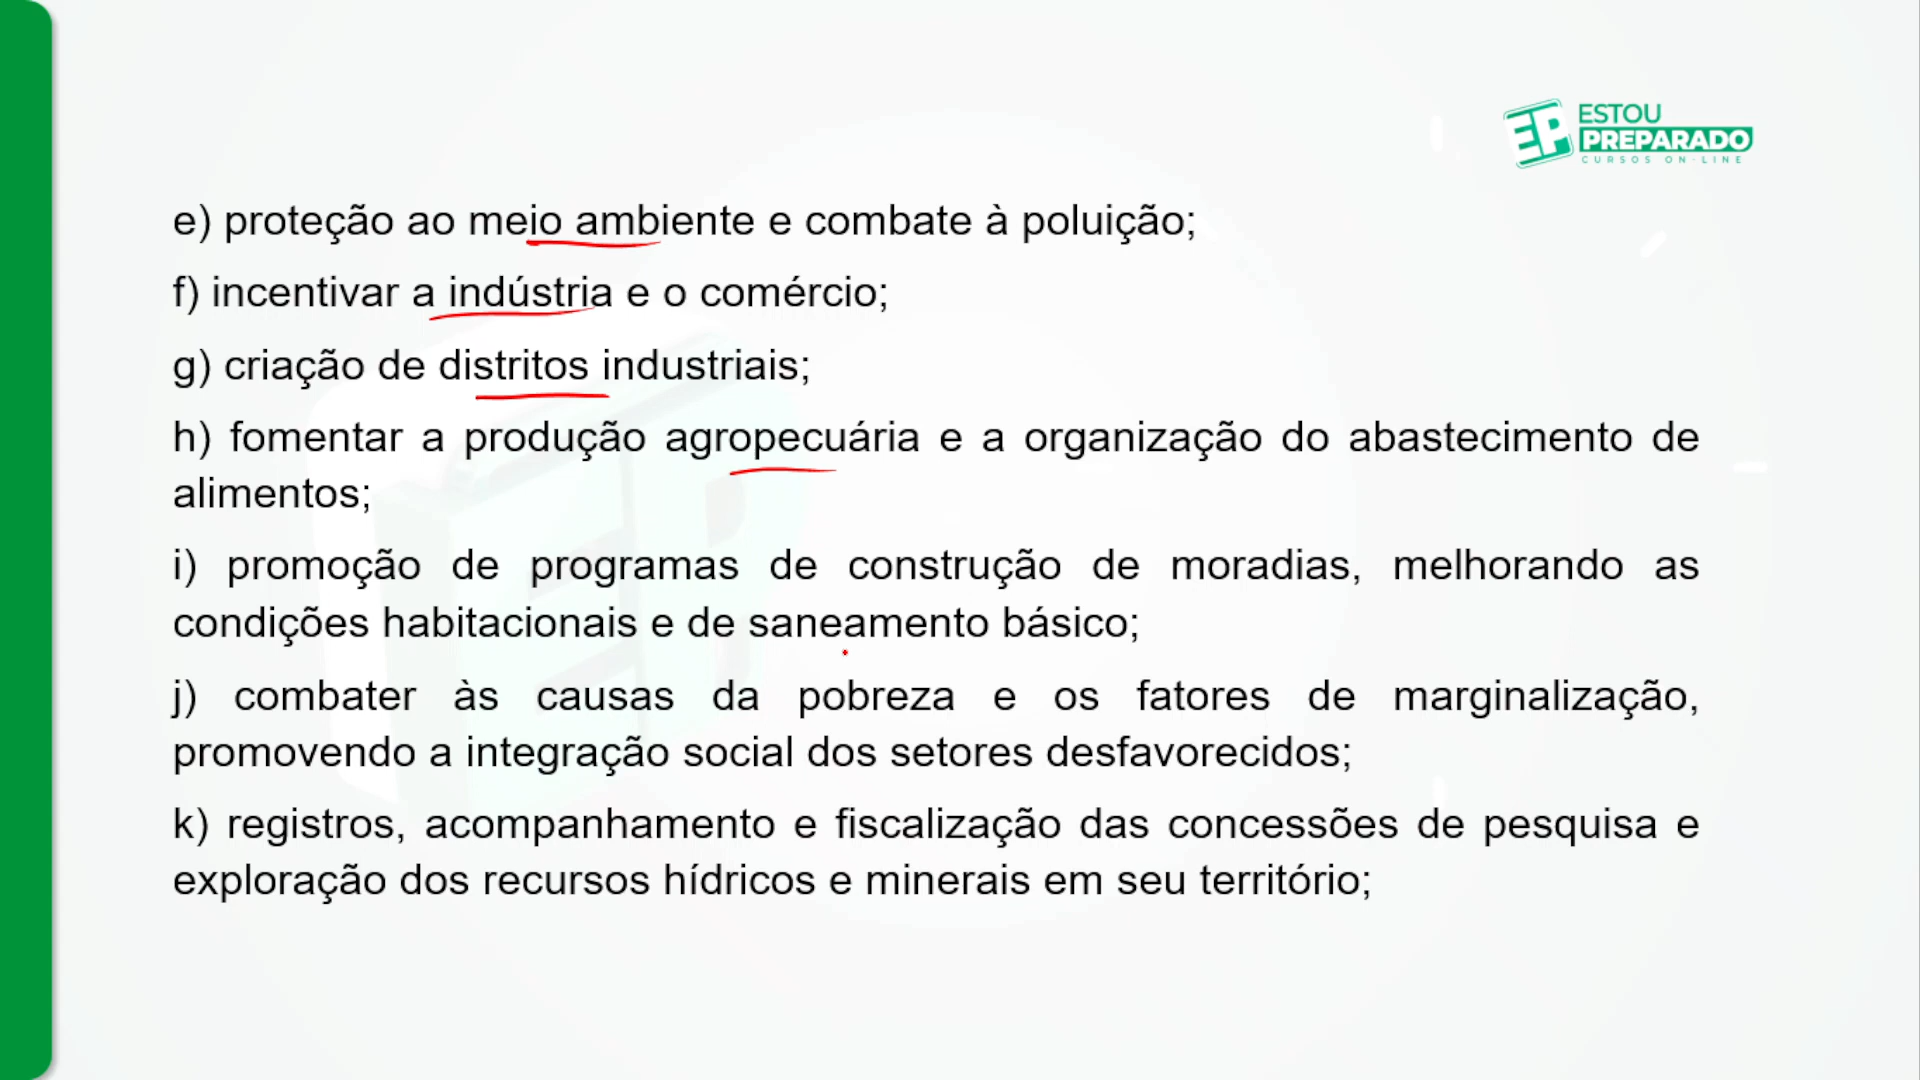 ESTOU
EP PREPARADO
CURSOS ON-LINE
e) proteção ao meio ambiente e combate à poluição;
f) incentivar a indústria e o comércio;
g) criação de distritos industriais;
h) fomentar a produção agropecuária e a organização do abastecimento de
alimentos;
i) promoção de programas de construção de moradias, melhorando as
condições habitacionais e de saneamento básico;
j) combater às causas da pobreza e os fatores de marginalização,
promovendo a integração social dos setores desfavorecidos;
k) registros, acompanhamento e fiscalização das concessões de pesquisa e
exploração dos recursos hídricos e minerais em seu território;